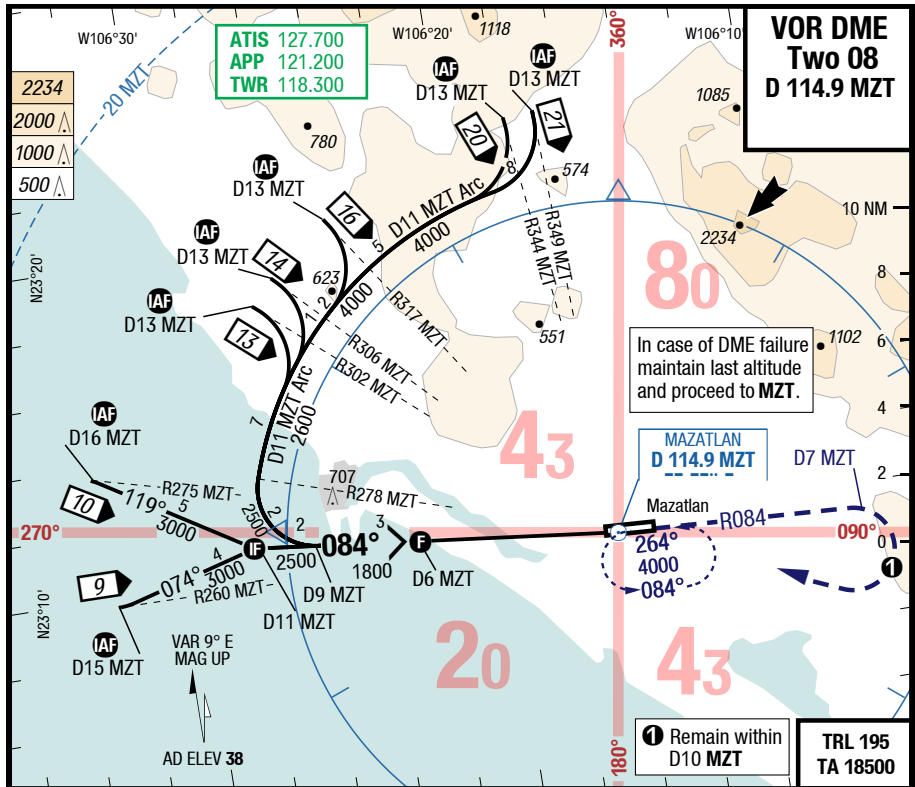 W106°30'
W106°20'
W106°10'
VOR DME
Two 08
D 114.9 MZT
ATIS 127.700
APP 121.200
TWR 118.300
360°
1118
20 MZT
2234
2000
1000
500
780
1085
IAF
D13 MZT
IAF
D13 MZT
20
21
8
574
IAF
D13 MZT
16
5
D11 MZT Arc
4000
R344 MZT
R349 MZT
10 NM
2234
IAF
D13 MZT
14
623
2
4000
R317 MZT
80
8
N23°20'
IAF
D13 MZT
13
1
R306 MZT
R302 MZT
551
1102
6
In case of DME failure
maintain last altitude
and proceed to MZT.
7
D11 MZT Arc
2600
4
IAF
D16 MZT
43
MAZATLAN
D 114.9 MZT
D7 MZT
2
10
119°
5
3000
R275 MZT
707
R278 MZT
2
2500
2
3
Mazatlan
R084
270°
090°
0
IF
084°
F
264°
4000
084°
1
9
074°
4
3000
R260 MZT
2500
1800
D6 MZT
D9 MZT
D11 MZT
N23°10'
IAF
D15 MZT
VAR 9° E
MAG UP
20
43
AD ELEV 38
180°
1 Remain within
D10 MZT
TRL 195
TA 18500